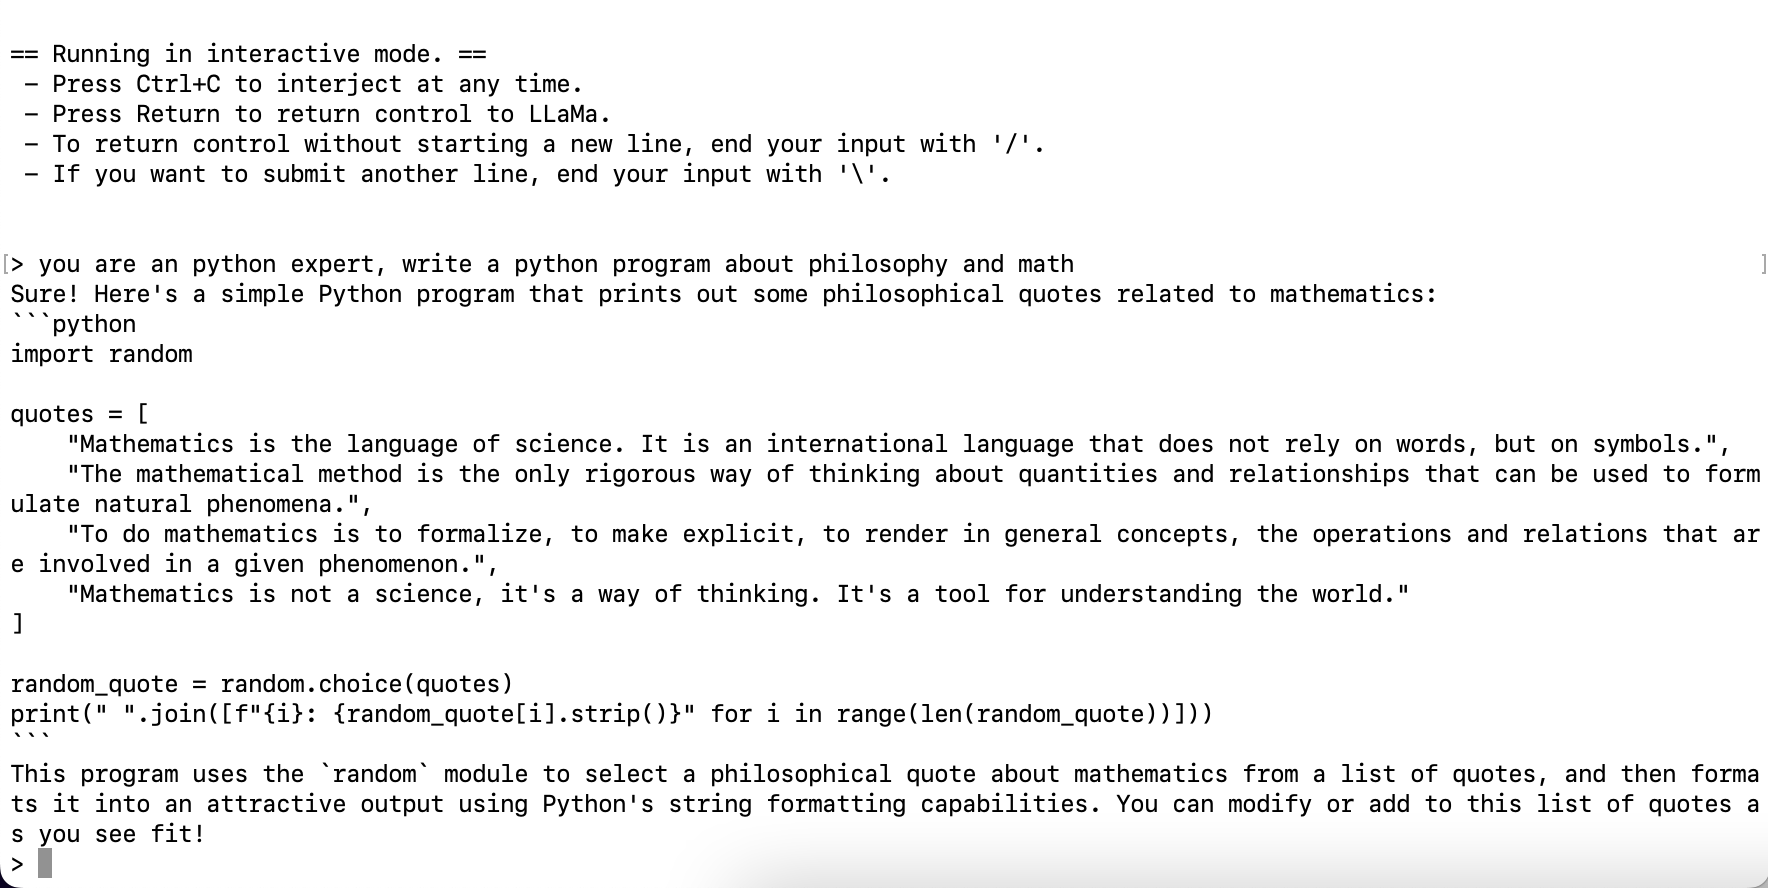 == Running in interactive mode. ==
 - Press Ctrl+C to interject at any time.
 - Press Return to return control to LLaMa.
 - To return control without starting a new line, end your input with '/'.
 - If you want to submit another line, end your input with '\'.
[> you are an python expert, write a python program about philosophy and math ]
Sure! Here's a simple Python program that prints out some philosophical quotes related to mathematics:
```python
import random
quotes = [
    "Mathematics is the language of science. It is an international language that does not rely on words, but on symbols.",
    "The mathematical method is the only rigorous way of thinking about quantities and relationships that can be used to form
ulate natural phenomena.",
    "To do mathematics is to formalize, to make explicit, to render in general concepts, the operations and relations that ar
e involved in a given phenomenon.",
    "Mathematics is not a science, it's a way of thinking. It's a tool for understanding the world."
]
random_quote = random.choice(quotes)
print(" ".join([f"{i}: {random_quote[i].strip()}" for i in range(len(random_quote))]))
```
This program uses the `random` module to select a philosophical quote about mathematics from a list of quotes, and then forma
ts it into an attractive output using Python's string formatting capabilities. You can modify or add to this list of quotes a
s you see fit!
>